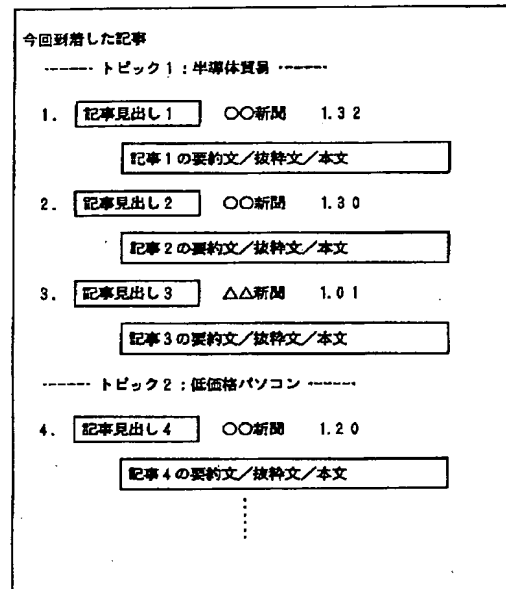 今回到着した記事
------ トピック1：半導体貿易 ------
1. 記事見出し1 〇〇新聞 1.32
記事1の要約文／抜粋文／本文
2. 記事見出し2 〇〇新聞 1.30
記事2の要約文／抜粋文／本文
3. 記事見出し3 △△新聞 1.01
記事3の要約文／抜粋文／本文
------ トピック2：低価格パソコン ------
4. 記事見出し4 〇〇新聞 1.20
記事4の要約文／抜粋文／本文